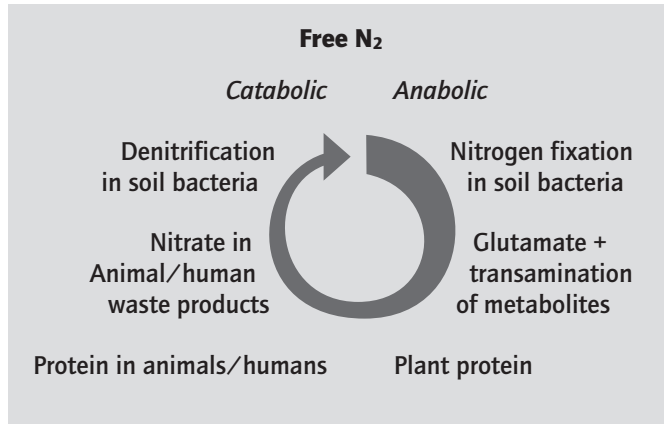 Free N₂
Catabolic
Anabolic
Denitrification
in soil bacteria
Nitrogen fixation
in soil bacteria
Nitrate in
Animal/human
waste products
Glutamate +
transamination
of metabolites
Protein in animals/humans
Plant protein